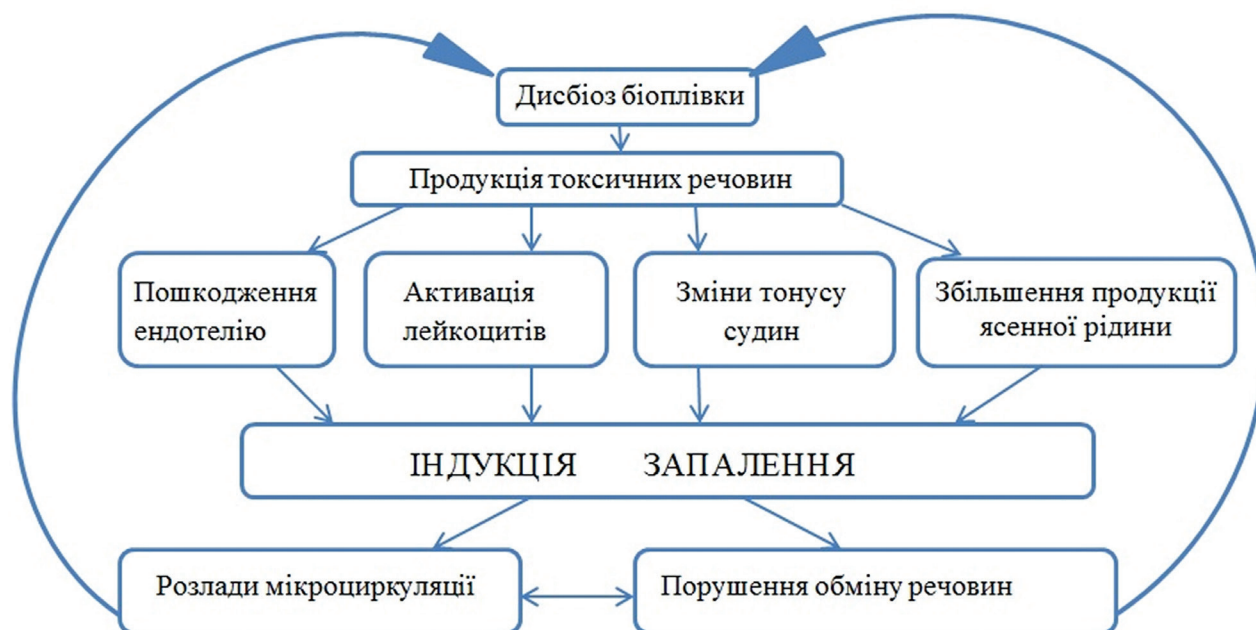 Дисбіоз біоплівки
Продукція токсичних речовин
Пошкодження
ендотелію
Активація
лейкоцитів
Зміни тонусу
судин
Збільшення продукції
ясенної рідини
ІНДУКЦІЯ ЗАПАЛЕННЯ
Розлади мікроциркуляції
Порушення обміну речовин